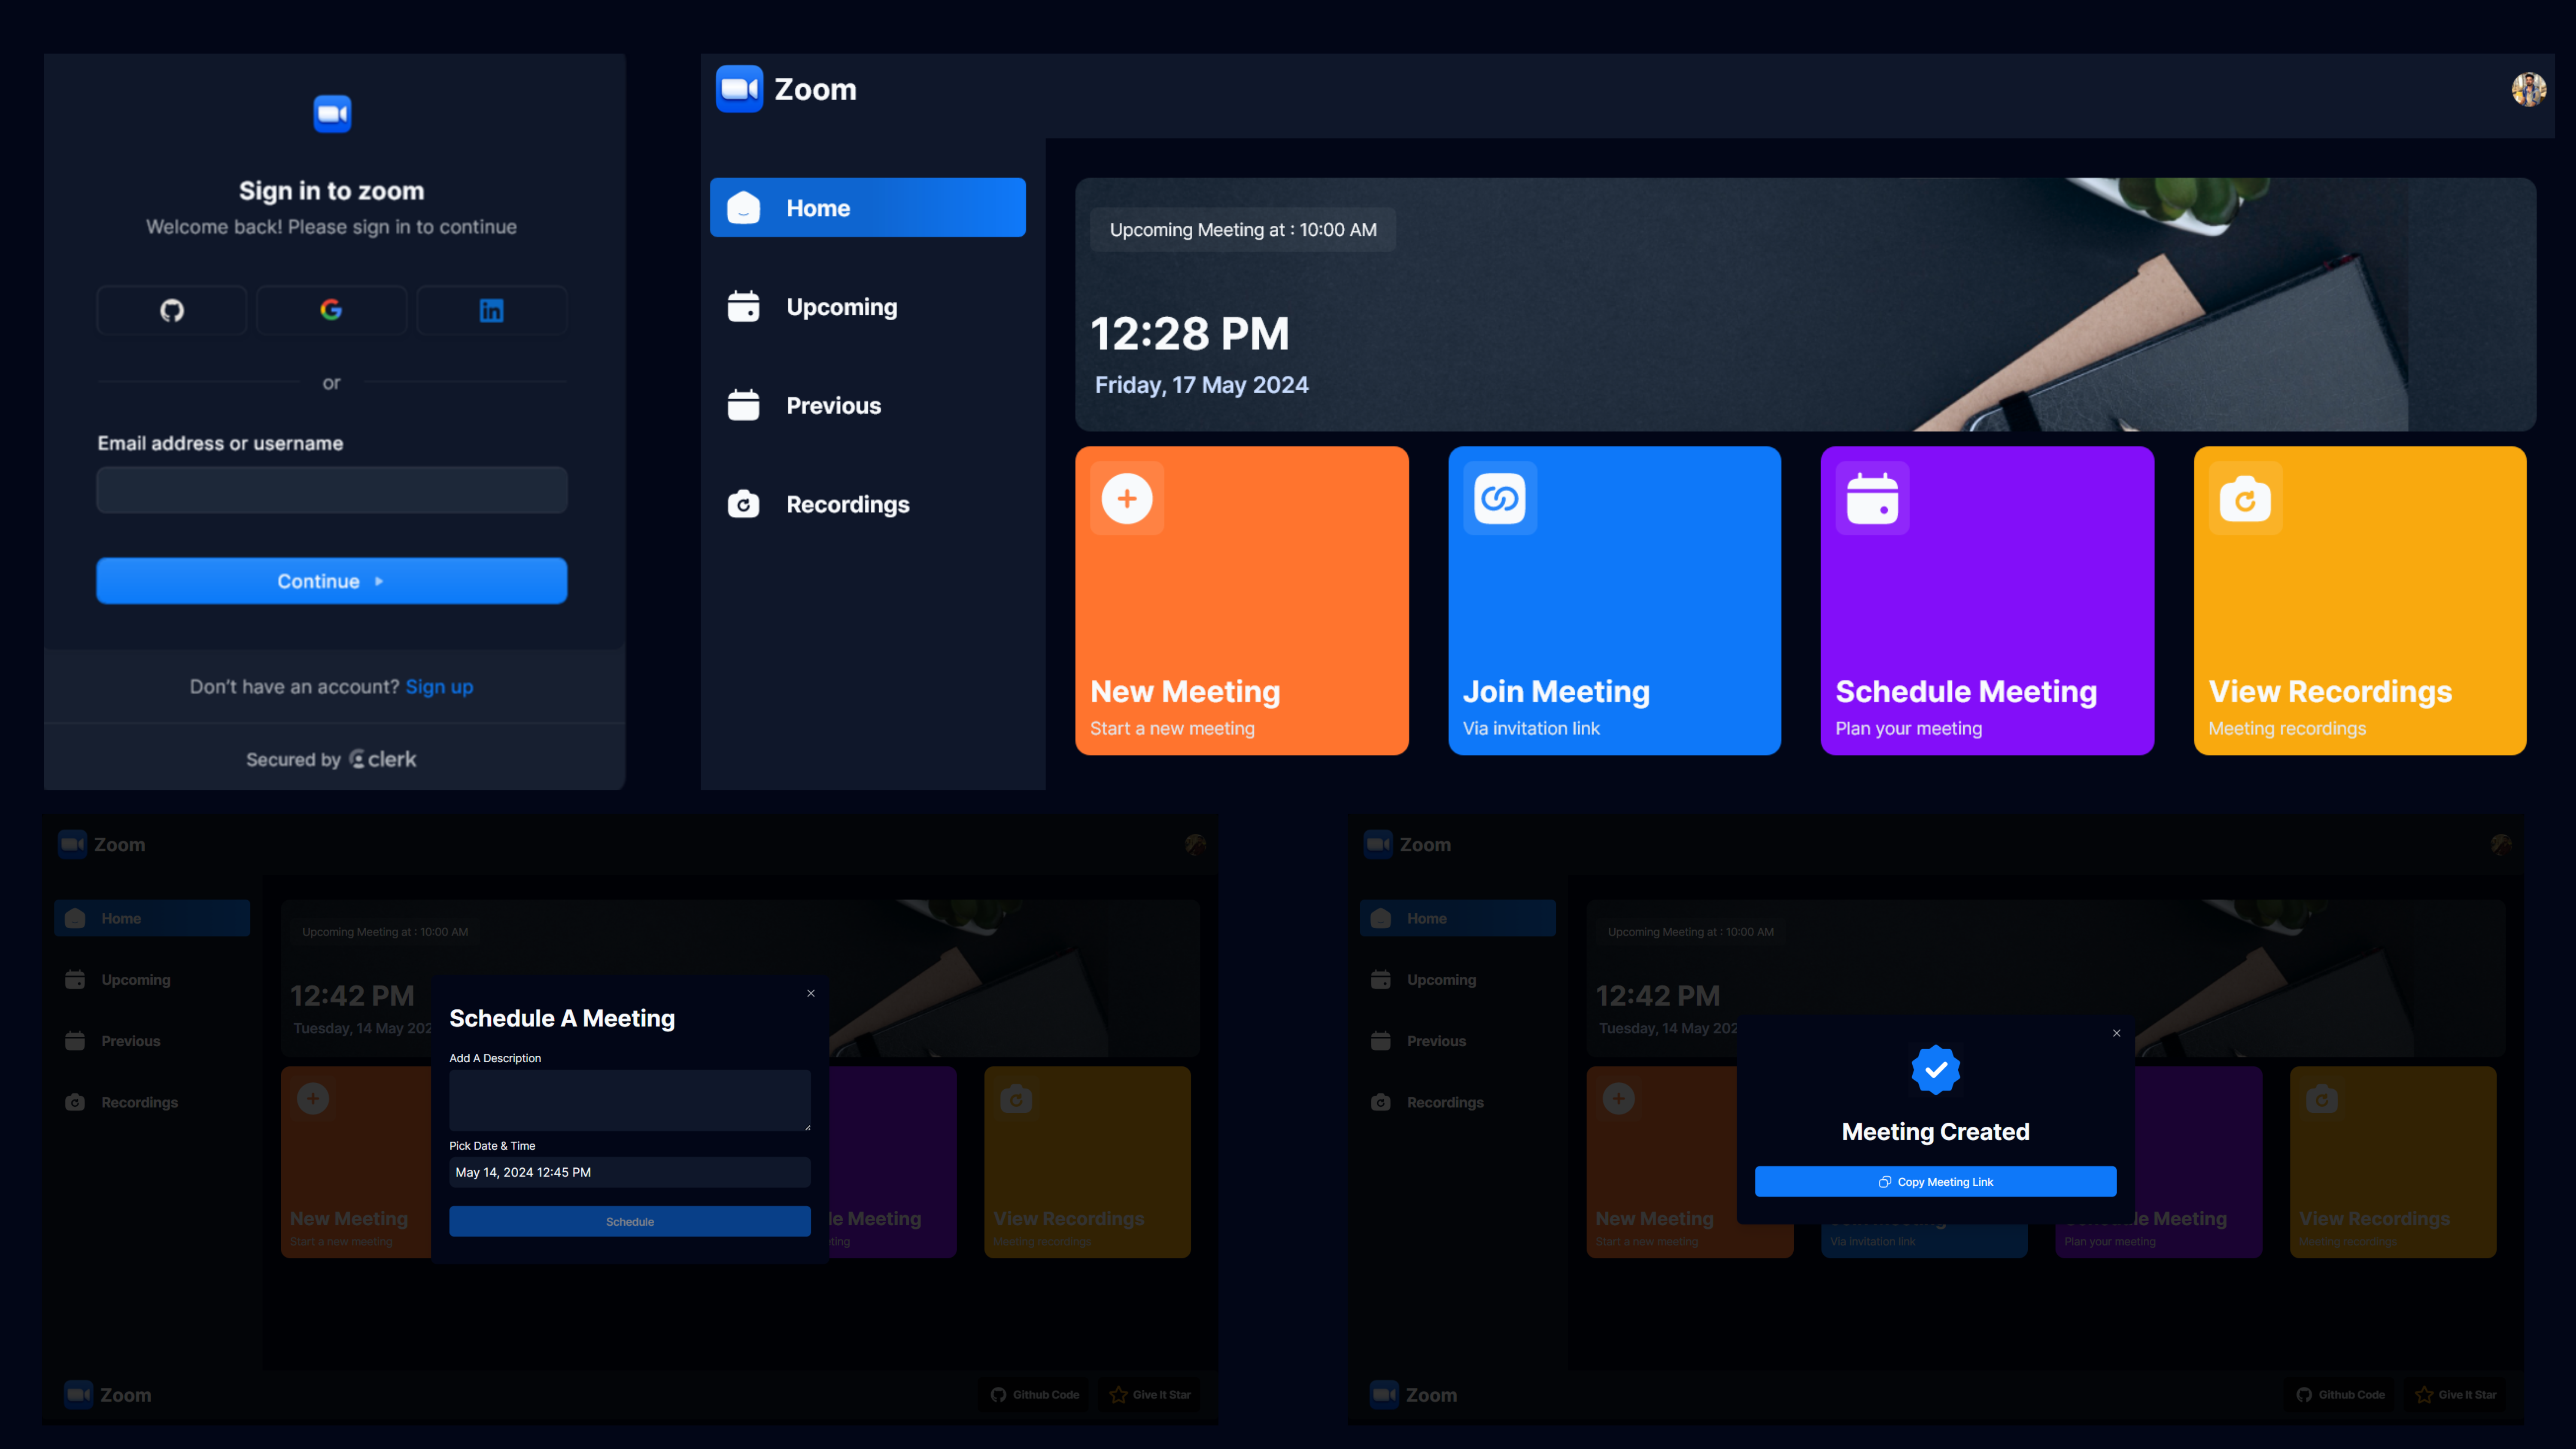 Sign in to zoom
Welcome back! Please sign in to continue
or
Email address or username
Continue
Don't have an account? Sign up
Secured by clerk
Zoom
Home
Upcoming
Previous
Recordings
Upcoming Meeting at : 10:00 AM
12:28 PM
Friday, 17 May 2024
New Meeting
Start a new meeting
Join Meeting
Via invitation link
Schedule Meeting
Plan your meeting
View Recordings
Meeting recordings
Zoom
Home
Upcoming
Previous
Recordings
Upcoming Meeting at : 10:00 AM
12:42 PM
Tuesday, 14 May 202
Schedule A Meeting
Add A Description
Pick Date & Time
May 14, 2024 12:45 PM
Schedule
New Meeting
Start a new meeting
le Meeting
eting
View Recordings
Meeting recordings
Zoom
Github Code
Give It Star
Zoom
Home
Upcoming
Previous
Recordings
Upcoming Meeting at : 10:00 AM
12:42 PM
Tuesday, 14 May 202
Meeting Created
Copy Meeting Link
New Meeting
Start a new meeting
Via invitation link
le Meeting
Plan your meeting
View Recordings
Meeting recordings
Zoom
Github Code
Give It Star